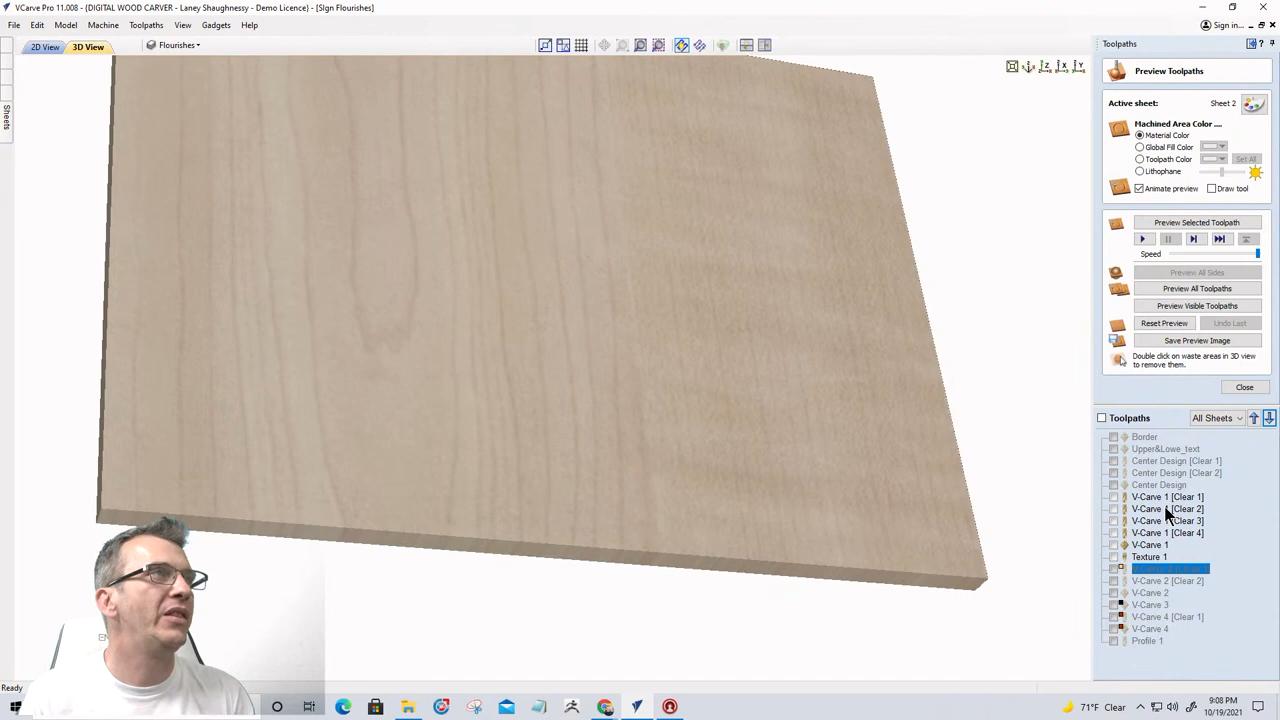 VCarve Pro 11.008 - {DIGITAL WOOD CARVER - Laney Shaughnessy - Demo Licence} - [SIgn Flourishes]
File Edit Model Machine Toolpaths View Gadgets Help
Sign in...
2D View 3D View Flourishes
Sheets
Toolpaths
Preview Toolpaths
Active sheet: Sheet 2
Machined Area Color ....
Material Color
Global Fill Color
Toolpath Color Set All
Lithophane
Animate preview Draw tool
Preview Selected Toolpath
Speed
Preview All Sides
Preview All Toolpaths
Preview Visible Toolpaths
Reset Preview Undo Last
Save Preview Image
Double click on waste areas in 3D view
to remove them.
Close
Toolpaths All Sheets
Border
Upper&Lowe_text
Center Design [Clear 1]
Center Design [Clear 2]
Center Design
V-Carve 1 [Clear 1]
V-Carve [Clear 2]
V-Carve [Clear 3]
V-Carve 1 [Clear 4]
V-Carve 1
Texture 1
V-Carve 2 [Clear 2]
V-Carve 2
V-Carve 3
V-Carve 4 [Clear 1]
V-Carve 4
Profile 1
Ready
71°F Clear
9:08 PM
10/19/2021